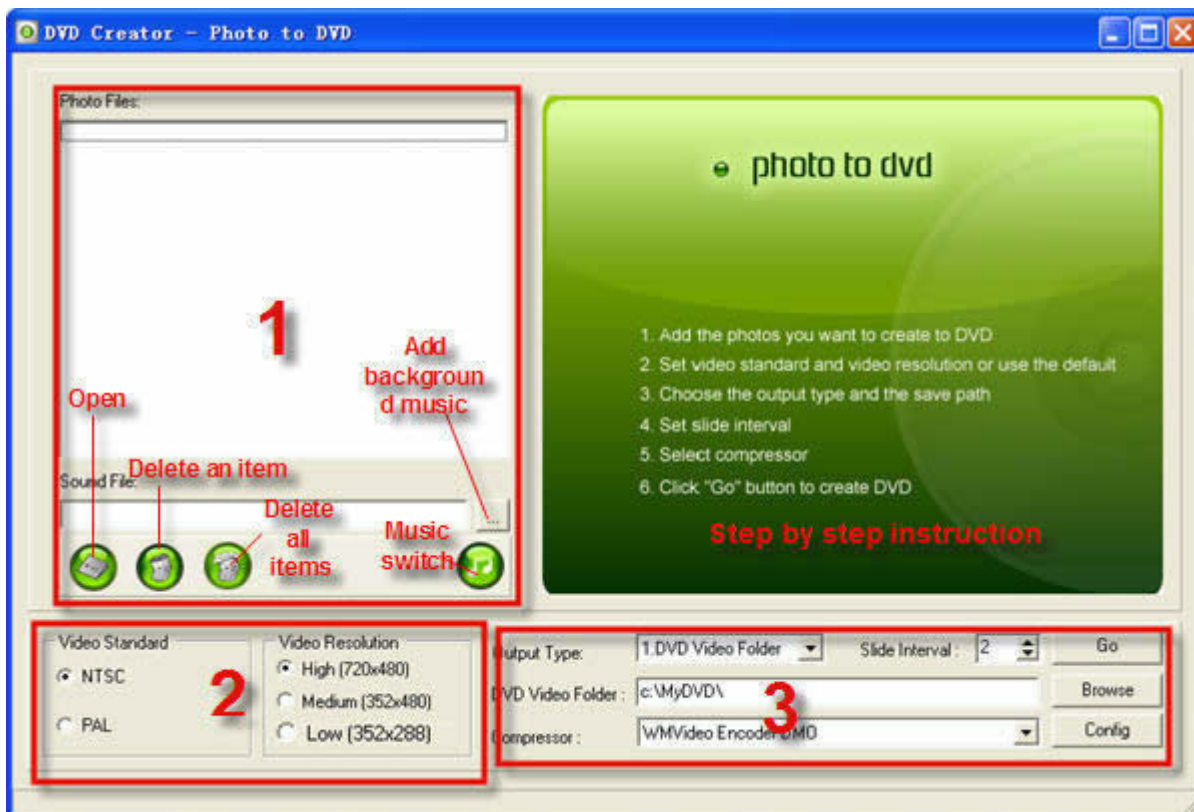 DVD Creator - Photo to DVD
Photo Files:
1
Add
backgroun
d music
Open
Delete an item
Sound File:
...
Delete
all
items
Music
switch
photo to dvd
1. Add the photos you want to create to DVD
2. Set video standard and video resolution or use the default
3. Choose the output type and the save path
4. Set slide interval
5. Select compressor
6. Click "Go" button to create DVD
Step by step instruction
Video Standard
NTSC
PAL
2
Video Resolution
High (720x480)
Medium (352x480)
Low (352x288)
Output Type:
1.DVD Video Folder
Slide Interval :
2
Go
DVD Video Folder :
c:\MyDVD\
Browse
3
Compressor :
WMVideo Encoder DMO
Config